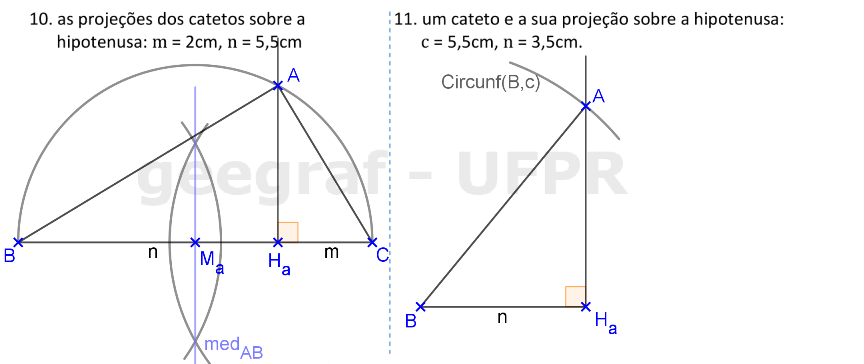 10. as projeções dos catetos sobre a
hipotenusa: m = 2cm, n = 5,5cm
A
B
n
Ma
Ha
m
C
medAB
11. um cateto e a sua projeção sobre a hipotenusa:
c = 5,5cm, n = 3,5cm.
Circunf(B,c)
A
B
n
Ha
geegraf - UFPR